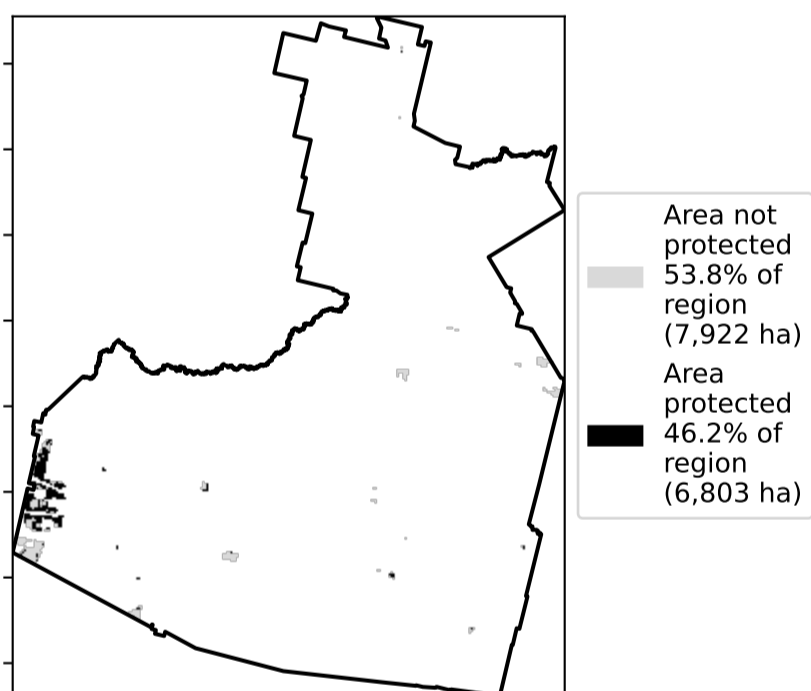 Area not
protected
53.8% of
region
(7,922 ha)
Area
protected
46.2% of
region
(6,803 ha)